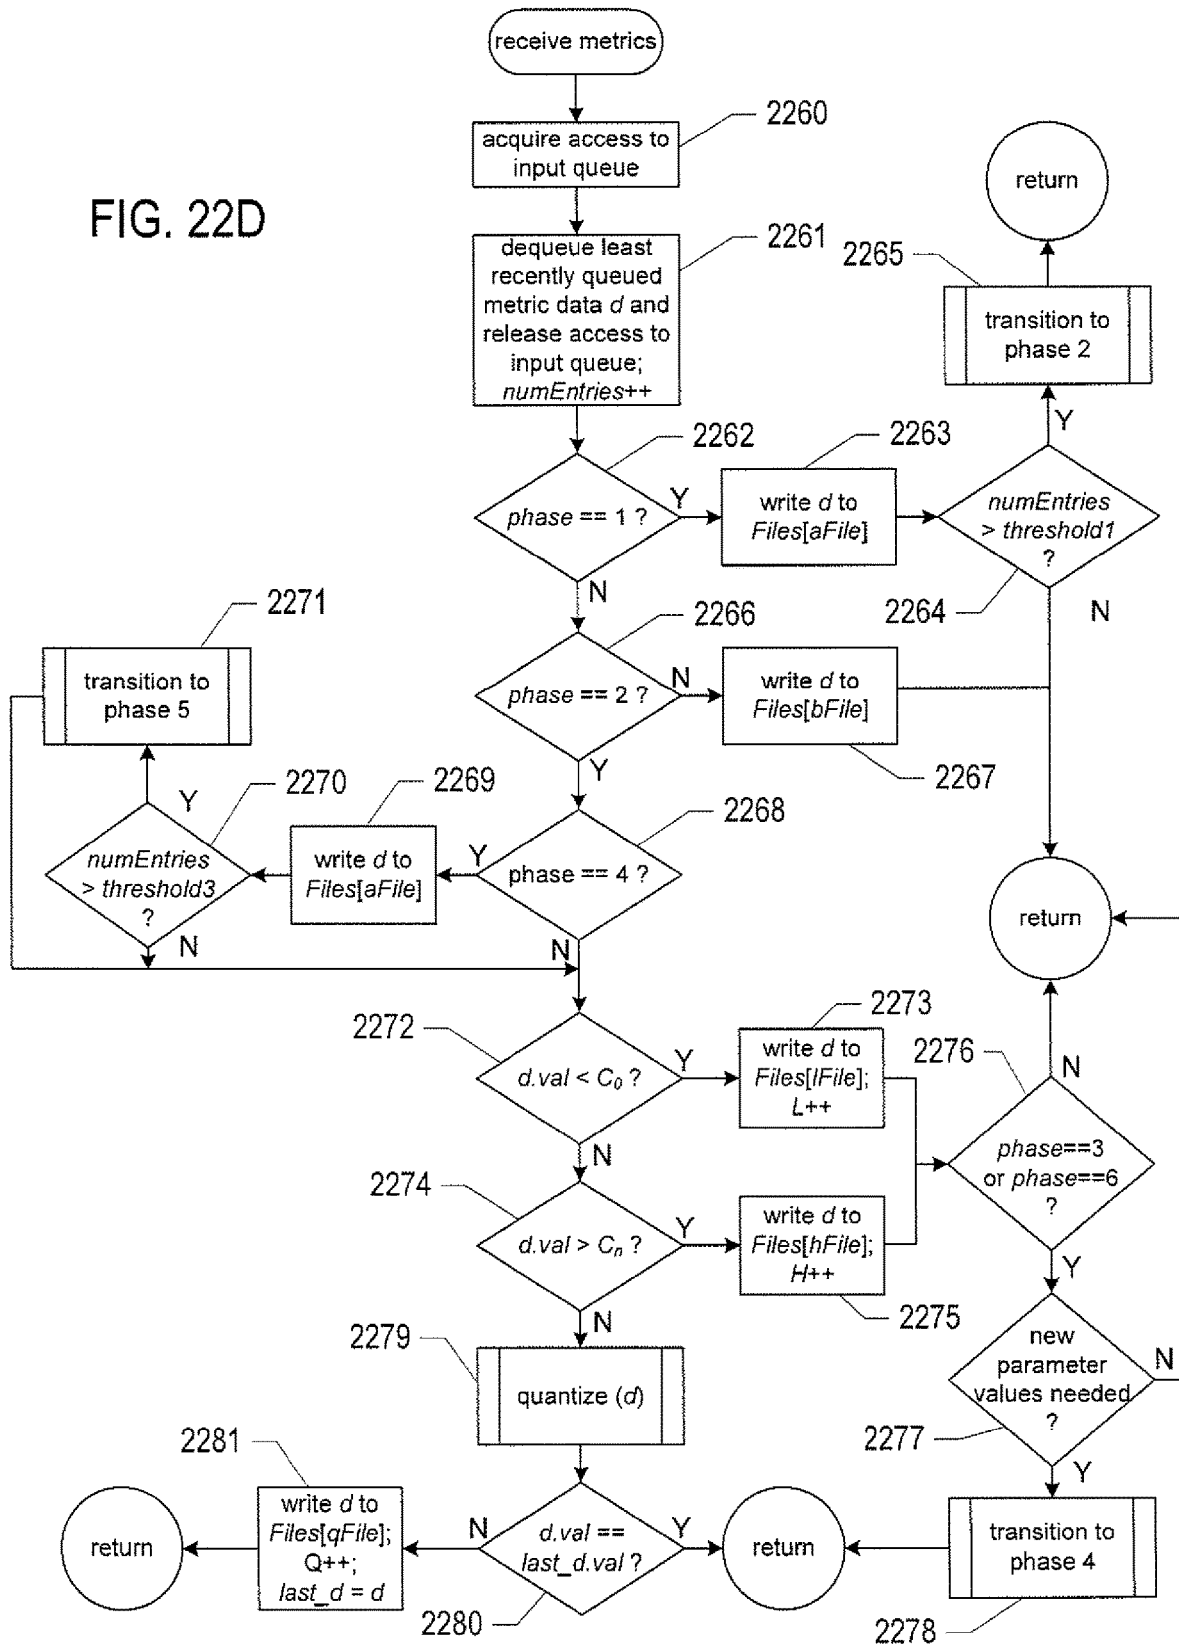 receive metrics
2260
acquire access to
input queue
return
FIG. 22D
2261
dequeue least
recently queued
metric data d and
release access to
input queue;
numEntries++
2265
transition to
phase 2
Y
2262
2263
phase == 1 ?
Y
write d to
Files[aFile]
numEntries
> threshold1
?
N
2264
N
2271
transition to
phase 5
2266
phase == 2 ?
N
write d to
Files[bFile]
2267
Y
2270
2269
2268
Y
numEntries
> threshold3
?
write d to
Files[aFile]
Y
phase == 4 ?
N
N
return
2272
2273
d.val < C0 ?
Y
write d to
Files[lFile];
L++
2276
N
N
phase==3
or phase==6
?
2274
d.val > Cn ?
Y
write d to
Files[hFile];
H++
2275
Y
N
2279
quantize (d)
new
parameter
values needed
?
N
2277
Y
2281
write d to
Files[qFile];
Q++;
last_d = d
return
N
d.val ==
last_d.val ?
Y
return
transition to
phase 4
2280
2278